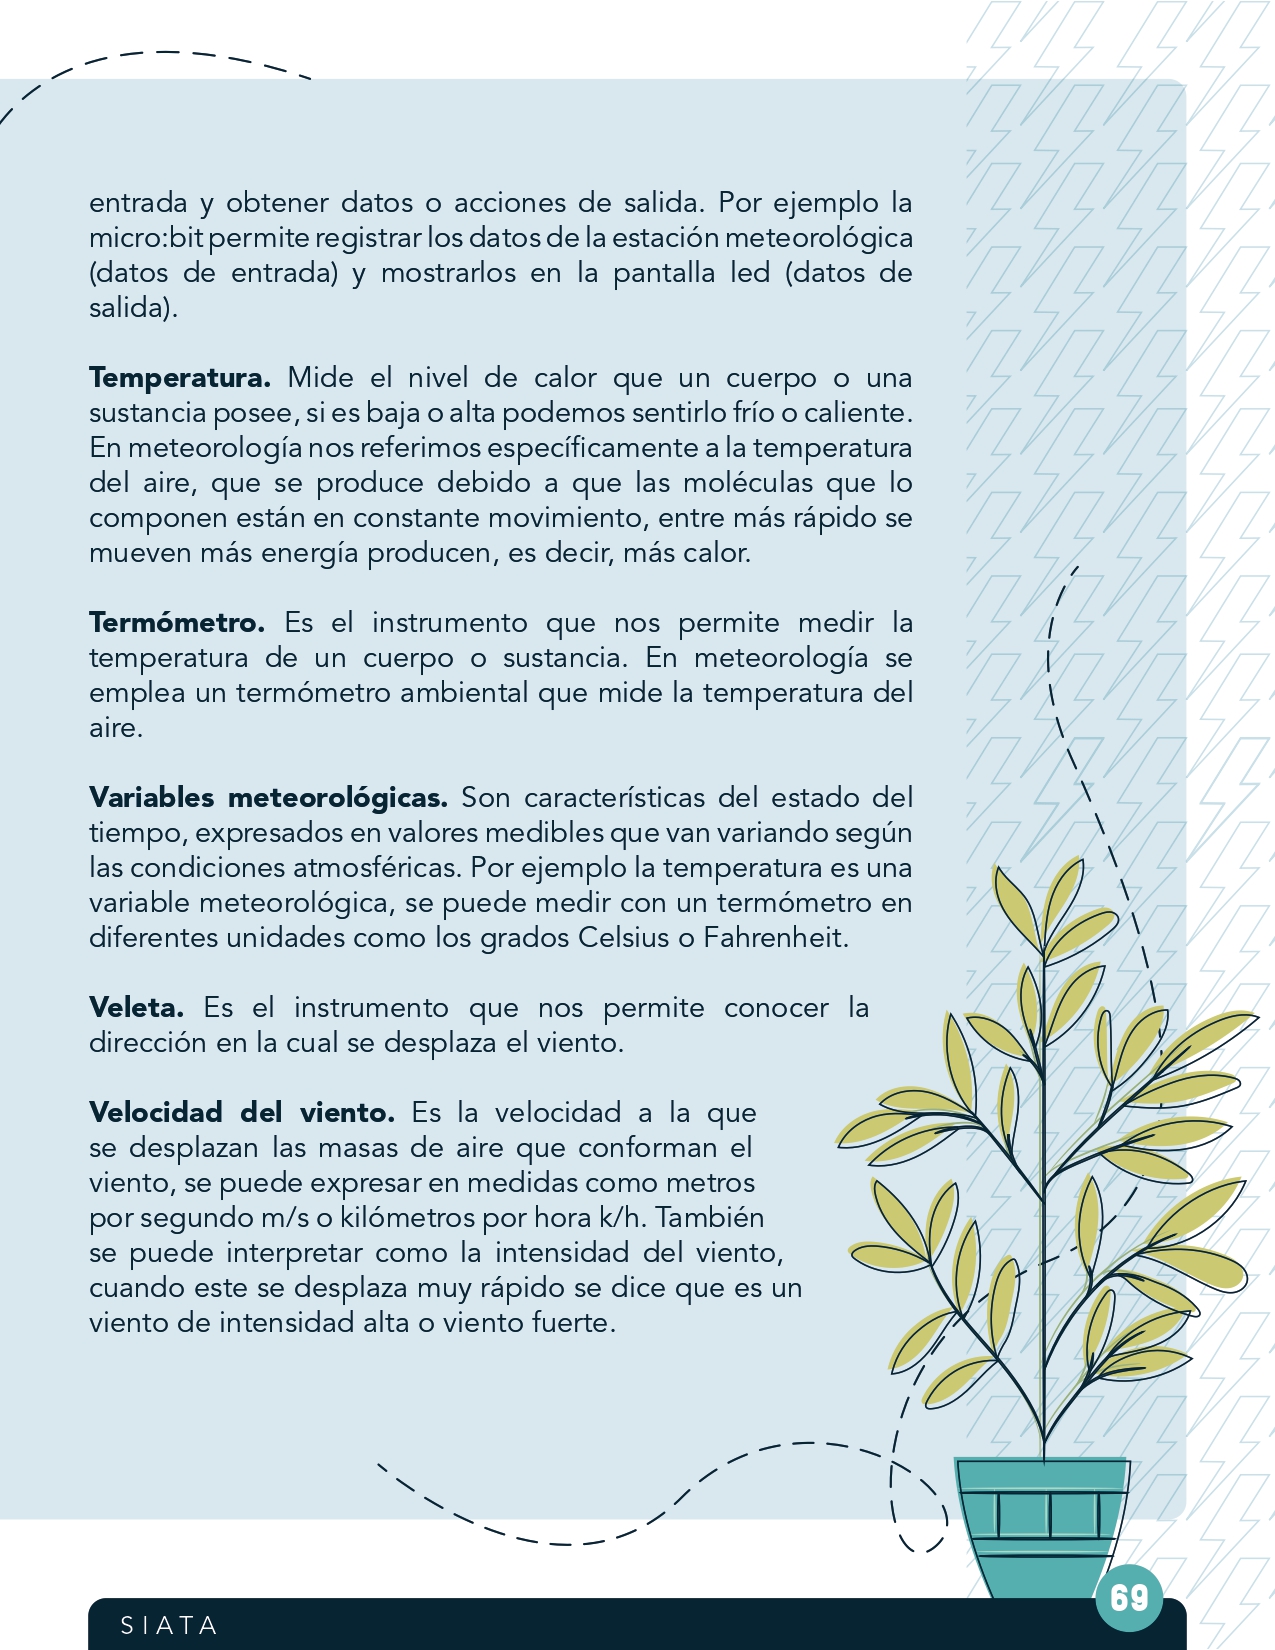 entrada y obtener datos o acciones de salida. Por ejemplo la
micro:bit permite registrar los datos de la estación meteorológica
(datos de entrada) y mostrarlos en la pantalla led (datos de
salida).
Temperatura. Mide el nivel de calor que un cuerpo o una
sustancia posee, si es baja o alta podemos sentirlo frío o caliente.
En meteorología nos referimos específicamente a la temperatura
del aire, que se produce debido a que las moléculas que lo
componen están en constante movimiento, entre más rápido se
mueven más energía producen, es decir, más calor.
Termómetro. Es el instrumento que nos permite medir la
temperatura de un cuerpo o sustancia. En meteorología se
emplea un termómetro ambiental que mide la temperatura del
aire.
Variables meteorológicas. Son características del estado del
tiempo, expresados en valores medibles que van variando según
las condiciones atmosféricas. Por ejemplo la temperatura es una
variable meteorológica, se puede medir con un termómetro en
diferentes unidades como los grados Celsius o Fahrenheit.
Veleta. Es el instrumento que nos permite conocer la
dirección en la cual se desplaza el viento.
Velocidad del viento. Es la velocidad a la que
se desplazan las masas de aire que conforman el
viento, se puede expresar en medidas como metros
por segundo m/s o kilómetros por hora k/h. También
se puede interpretar como la intensidad del viento,
cuando este se desplaza muy rápido se dice que es un
viento de intensidad alta o viento fuerte.
69
SIATA